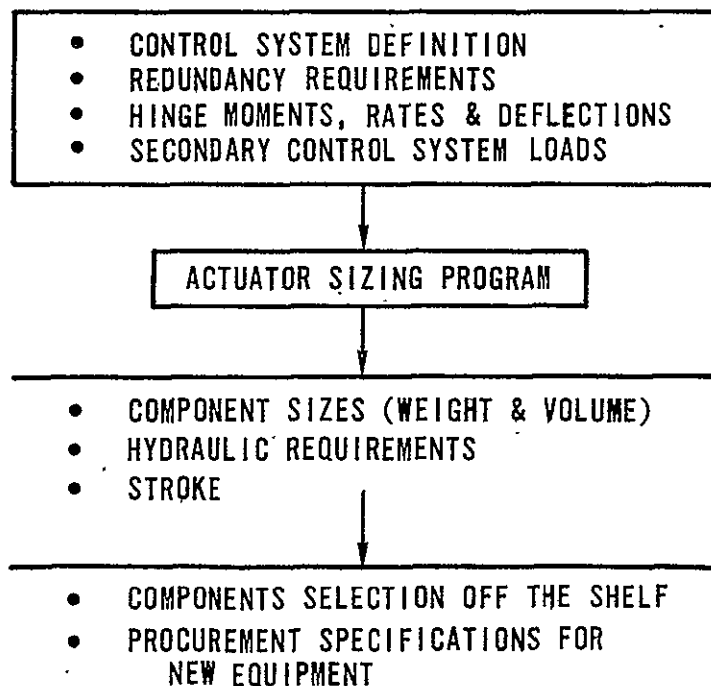 • CONTROL SYSTEM DEFINITION
• REDUNDANCY REQUIREMENTS
• HINGE MOMENTS, RATES & DEFLECTIONS
• SECONDARY CONTROL SYSTEM LOADS
ACTUATOR SIZING PROGRAM
• COMPONENT SIZES (WEIGHT & VOLUME)
• HYDRAULIC REQUIREMENTS
• STROKE
• COMPONENTS SELECTION OFF THE SHELF
• PROCUREMENT SPECIFICATIONS FOR
NEW EQUIPMENT